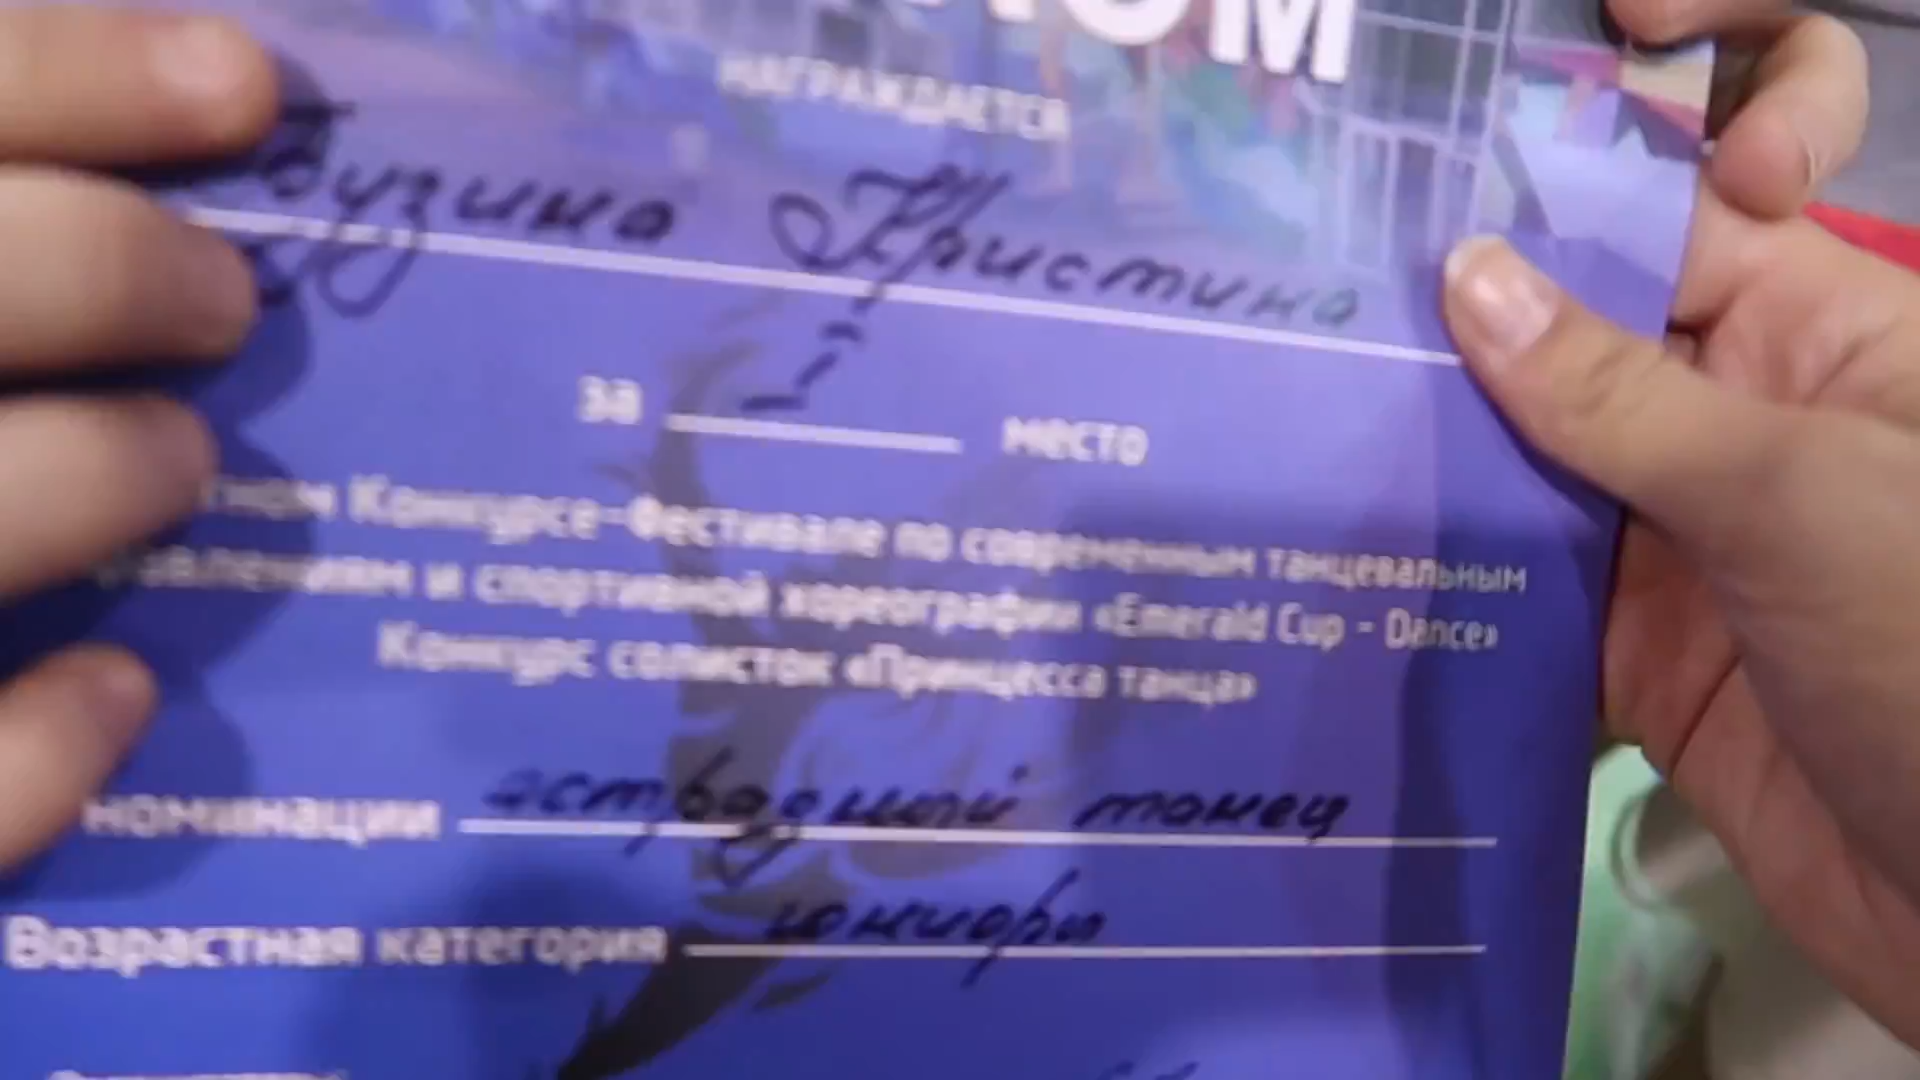 НАГРАЖДАЕТСЯ
Кристина
за I место
Конкурсе-Фестивале по современным танцевальным
и спортивной хореографии «Emerald Cup - Dance»
Конкурс солисток «Принцесса танца»
номинации эстрадный танец
Возрастная категория юниоры